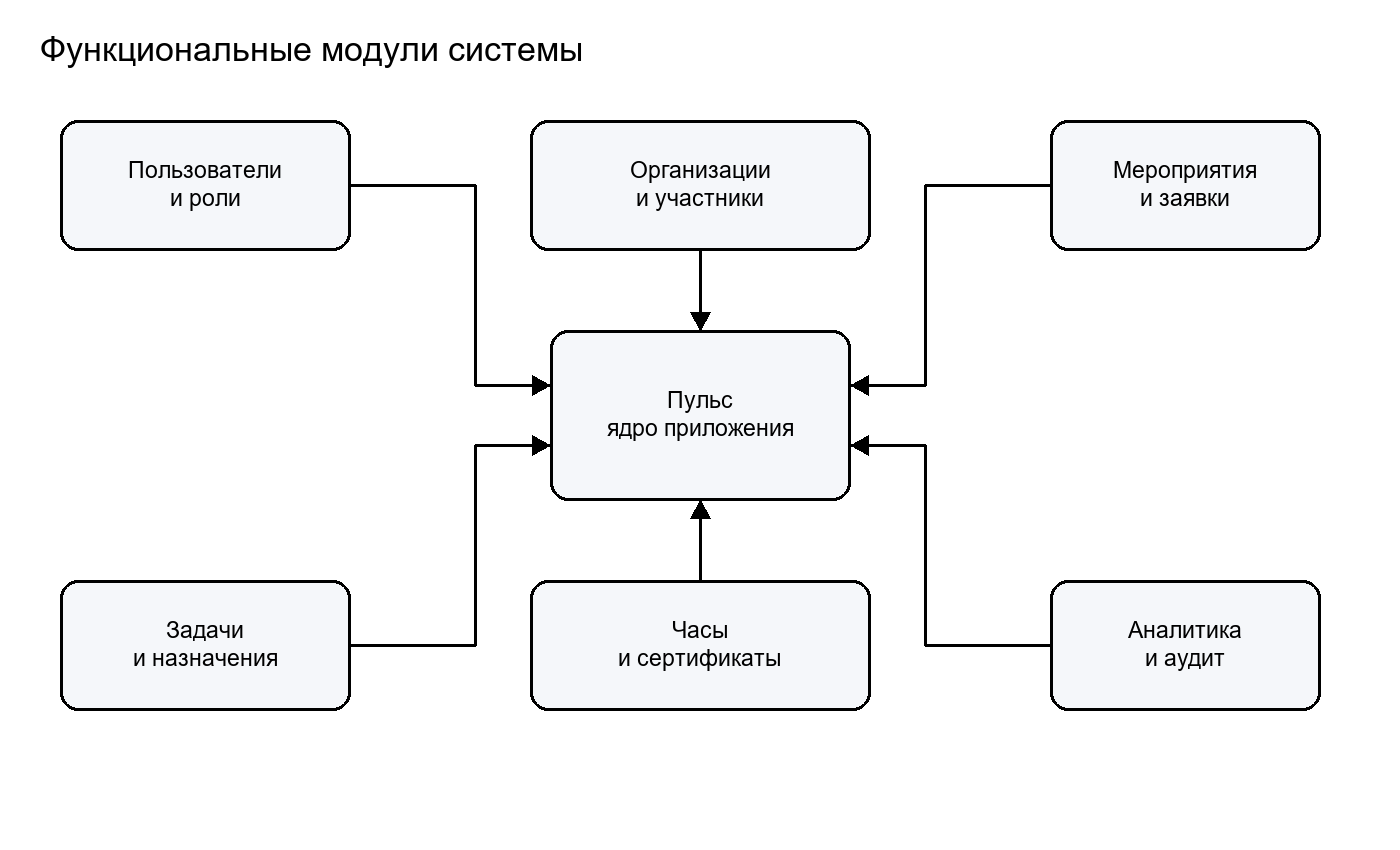 Функциональные модули системы
Пользователи
и роли
Организации
и участники
Мероприятия
и заявки
Пульс
ядро приложения
Задачи
и назначения
Часы
и сертификаты
Аналитика
и аудит